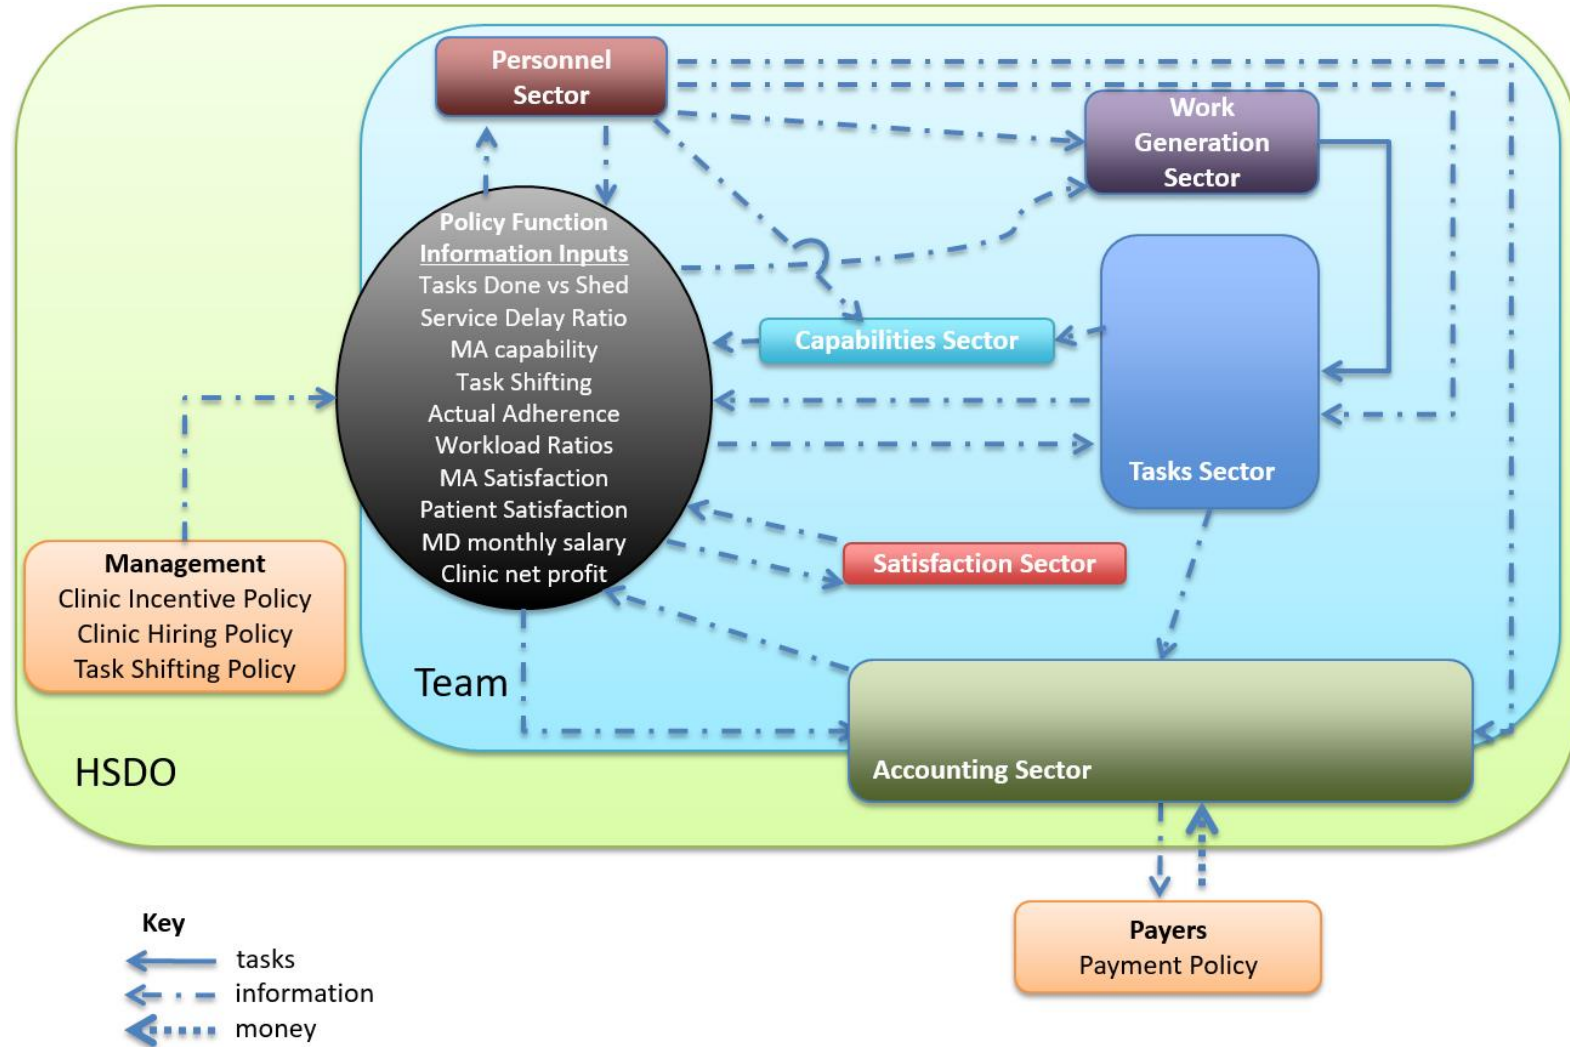 Personnel
Sector
Work
Generation
Sector
Policy Function
Information Inputs
Tasks Done vs Shed
Service Delay Ratio
MA capability
Task Shifting
Actual Adherence
Workload Ratios
MA Satisfaction
Patient Satisfaction
MD monthly salary
Clinic net profit
Capabilities Sector
Tasks Sector
Satisfaction Sector
Management
Clinic Incentive Policy
Clinic Hiring Policy
Task Shifting Policy
Team
HSDO
Accounting Sector
Payers
Payment Policy
Key
tasks
information
money